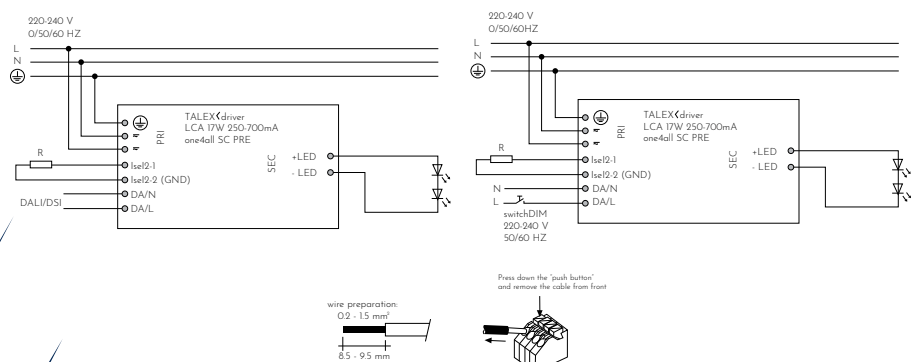 220-240 V
0/50/60 HZ
L
N
TALEX driver
LCA 17W 250-700mA
one4all SC PRE
PRI
SEC
+LED
- LED
R
Isel2-1
Isel2-2 (GND)
DA/N
DA/L
DALI/DSI
220-240 V
0/50/60HZ
L
N
TALEX driver
LCA 17W 250-700mA
one4all SC PRE
PRI
SEC
+LED
- LED
R
Isel2-1
Isel2-2 (GND)
N
DA/N
L
DA/L
switchDIM
220-240 V
50/60 HZ
wire preparation:
0.2 - 1.5 mm²
8.5 - 9.5 mm
Press down the "push button"
and remove the cable from front